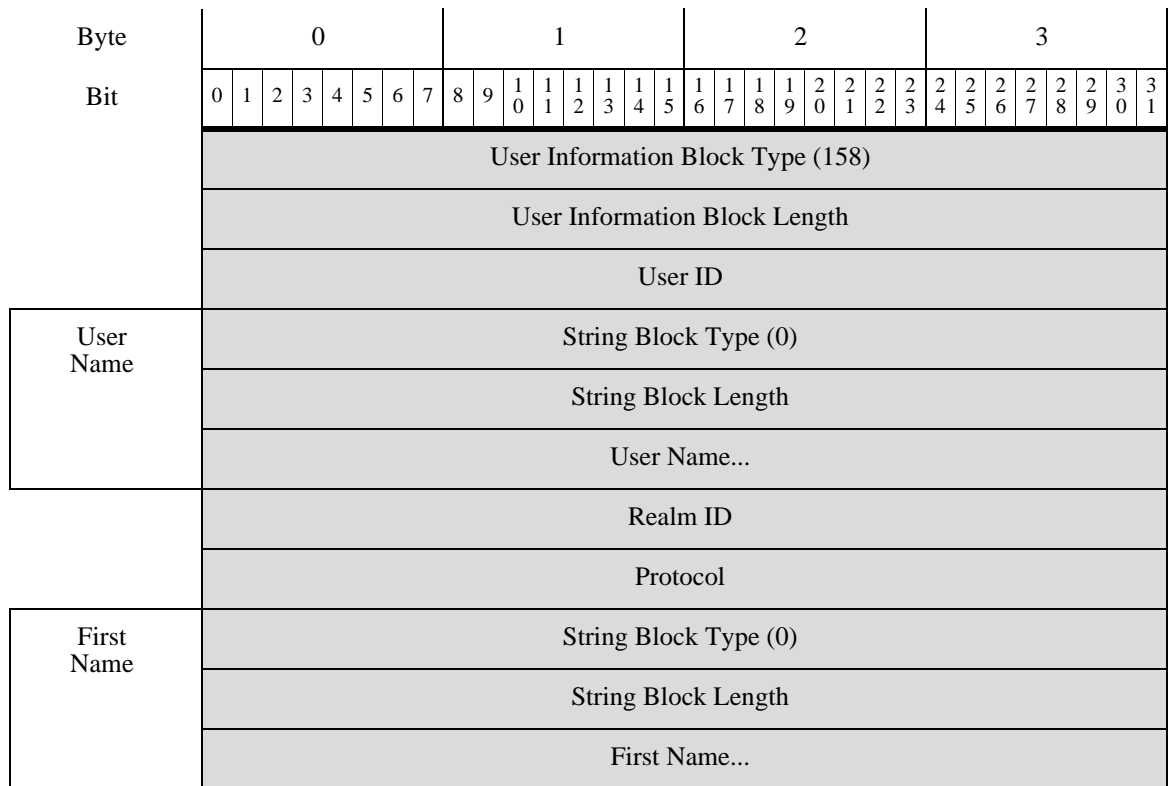 Byte 0 1 2 3
Bit 0 1 2 3 4 5 6 7 8 9 10 11 12 13 14 15 16 17 18 19 20 21 22 23 24 25 26 27 28 29 30 31
User Information Block Type (158)
User Information Block Length
User ID
User
Name
String Block Type (0)
String Block Length
User Name...
Realm ID
Protocol
First
Name
String Block Type (0)
String Block Length
First Name...